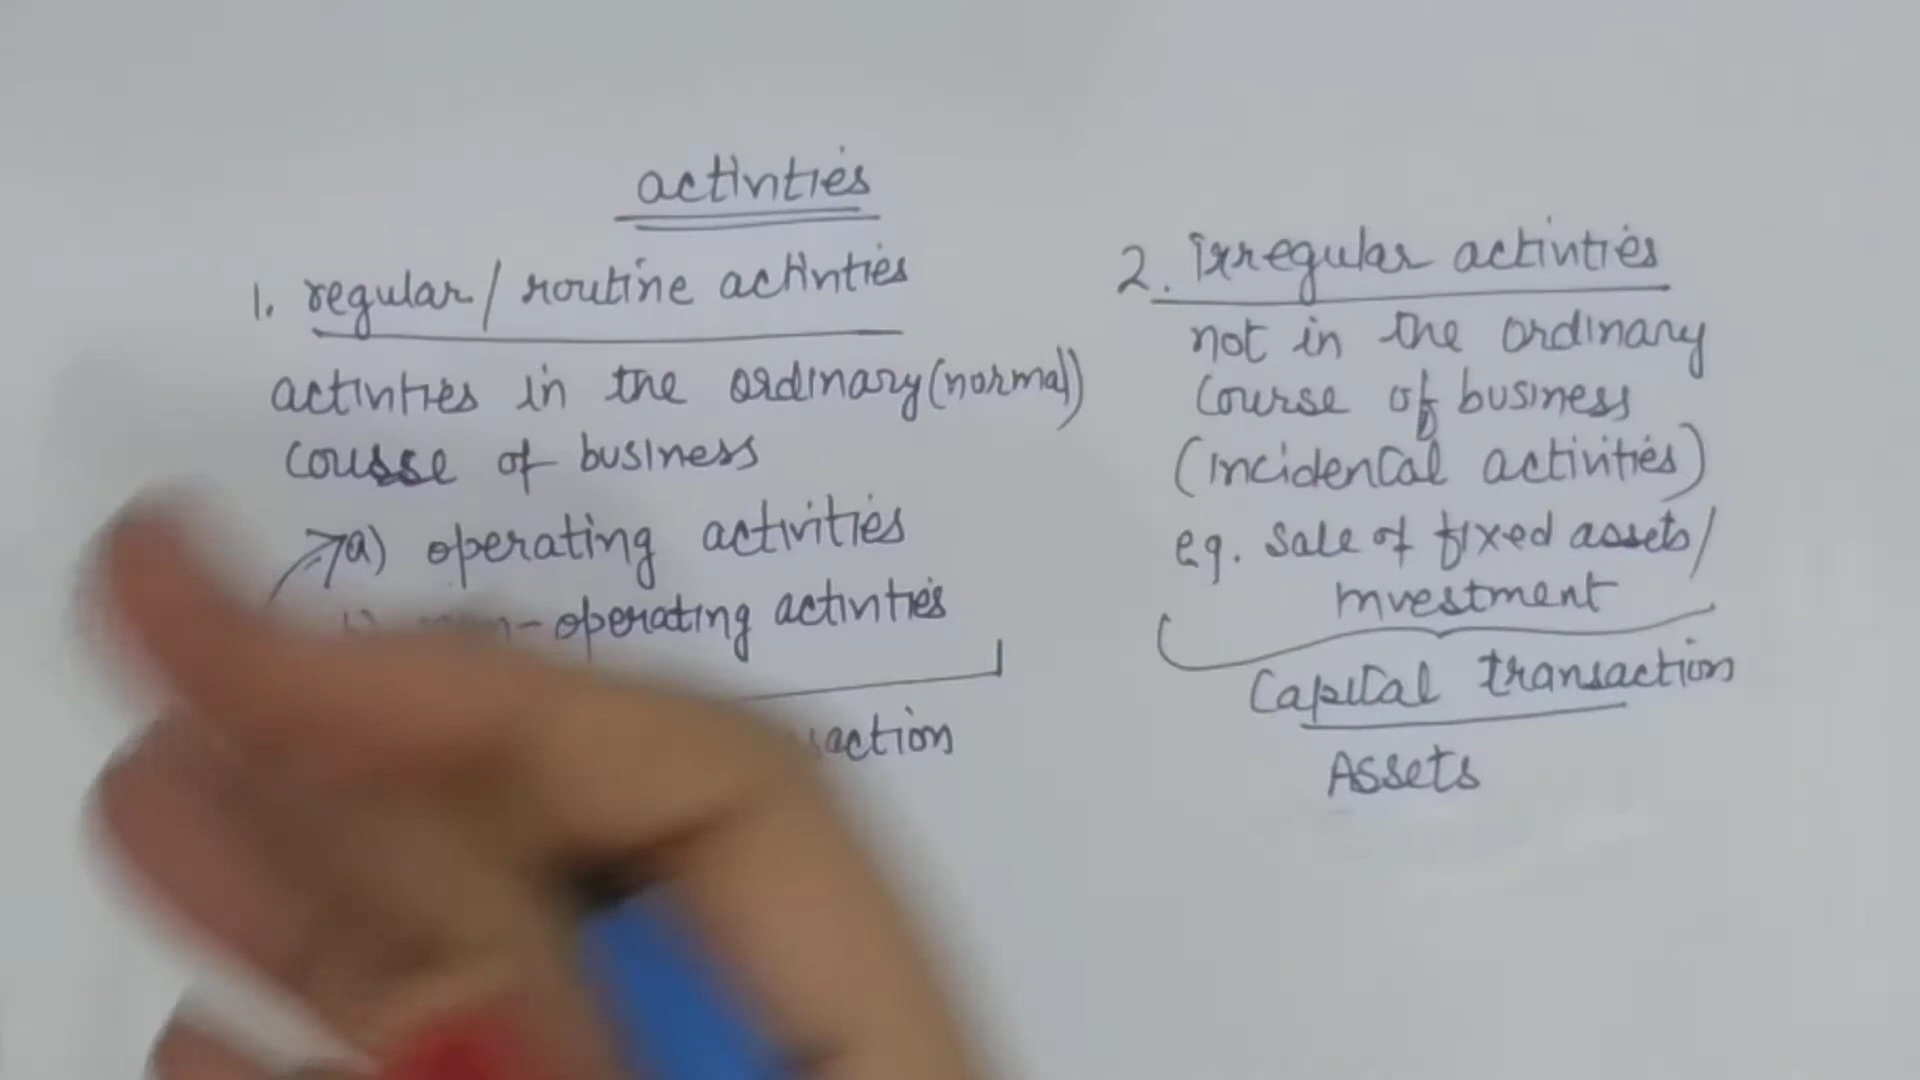 activities
1. regular / routine activities
activities in the ordinary (normal)
course of business
a) operating activities
-operating activities
2. Irregular activities
not in the ordinary
course of business
(incidental activities)
e.g. Sale of fixed assets /
investment
Capital transaction
Assets